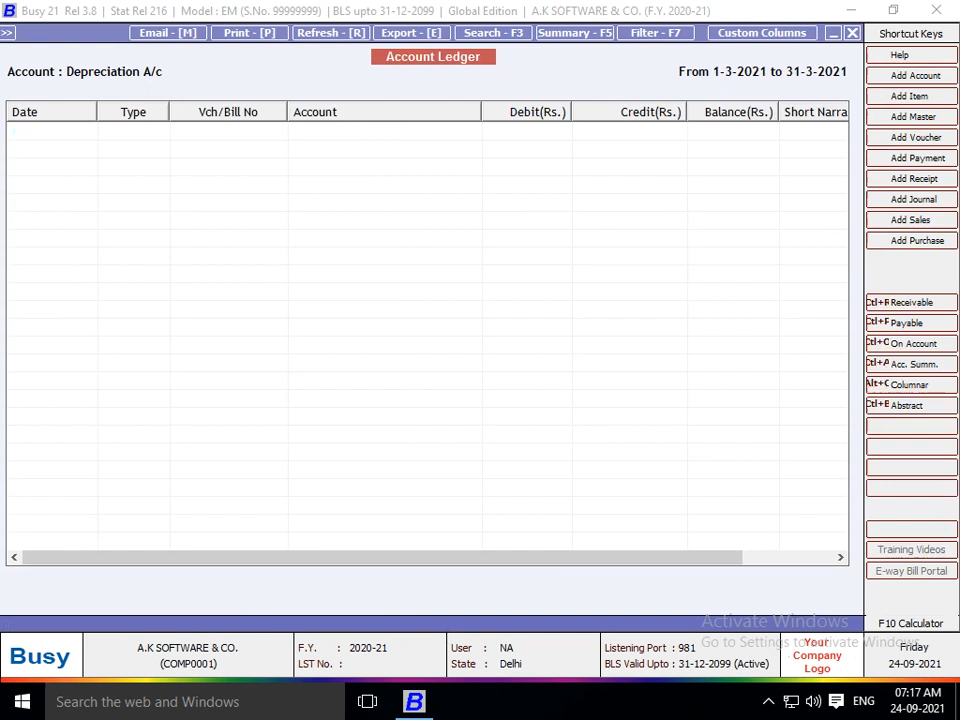 Busy 21 Rel 3.8 | Stat Rel 216 | Model : EM (S.No. 99999999) | BLS upto 31-12-2099 | Global Edition | A.K SOFTWARE & CO. (F.Y. 2020-21)
>> Email - [M] Print - [P] Refresh - [R] Export - [E] Search - F3 Summary - F5 Filter - F7 Custom Columns
Shortcut Keys
Account Ledger
Account : Depreciation A/c From 1-3-2021 to 31-3-2021
Date Type Vch/Bill No Account Debit(Rs.) Credit(Rs.) Balance(Rs.) Short Narra
Help
Add Account
Add Item
Add Master
Add Voucher
Add Payment
Add Receipt
Add Journal
Add Sales
Add Purchase
Receivable
Payable
On Account
Acc. Summ.
Columnar
Abstract
Training Videos
E-way Bill Portal
F10 Calculator
Activate Windows
Go to Settings to activate Windows.
Busy
A.K SOFTWARE & CO.
(COMP0001)
F.Y. : 2020-21
LST No. :
User : NA
State : Delhi
Listening Port : 981
BLS Valid Upto : 31-12-2099 (Active)
Your
Company
Logo
Friday
24-09-2021
Search the web and Windows
B
ENG
07:17 AM
24-09-2021